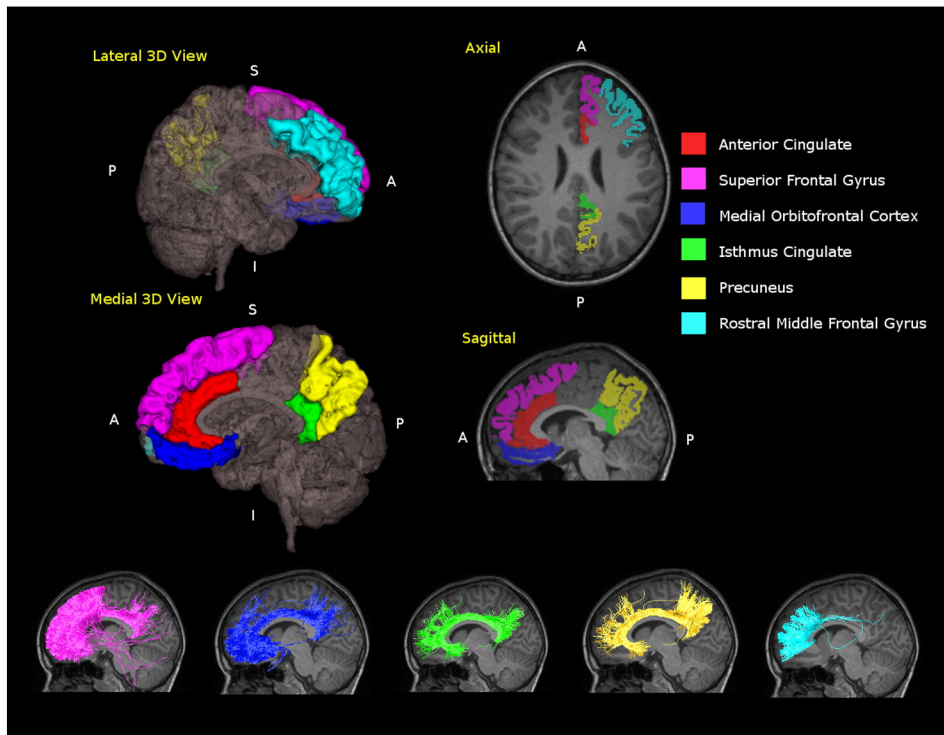 Lateral 3D View
S
P
A
I
Axial
A
P
Anterior Cingulate
Superior Frontal Gyrus
Medial Orbitofrontal Cortex
Isthmus Cingulate
Precuneus
Rostral Middle Frontal Gyrus
Medial 3D View
S
A
P
I
Sagittal
A
P